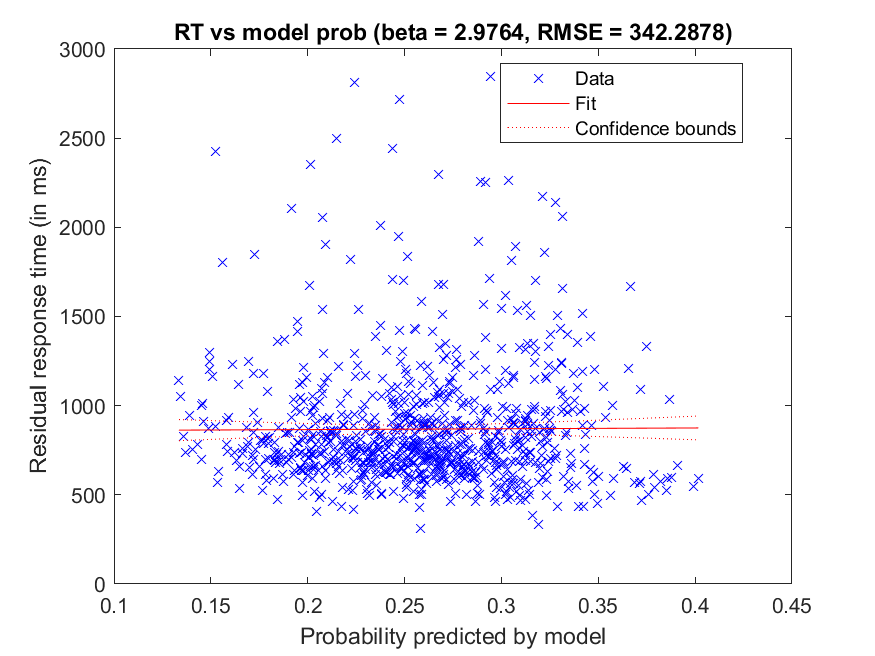 RT vs model prob (beta = 2.9764, RMSE = 342.2878)
3000
2500
2000
1500
1000
500
0
Residual response time (in ms)
Data
Fit
Confidence bounds
0.1 0.15 0.2 0.25 0.3 0.35 0.4 0.45
Probability predicted by model